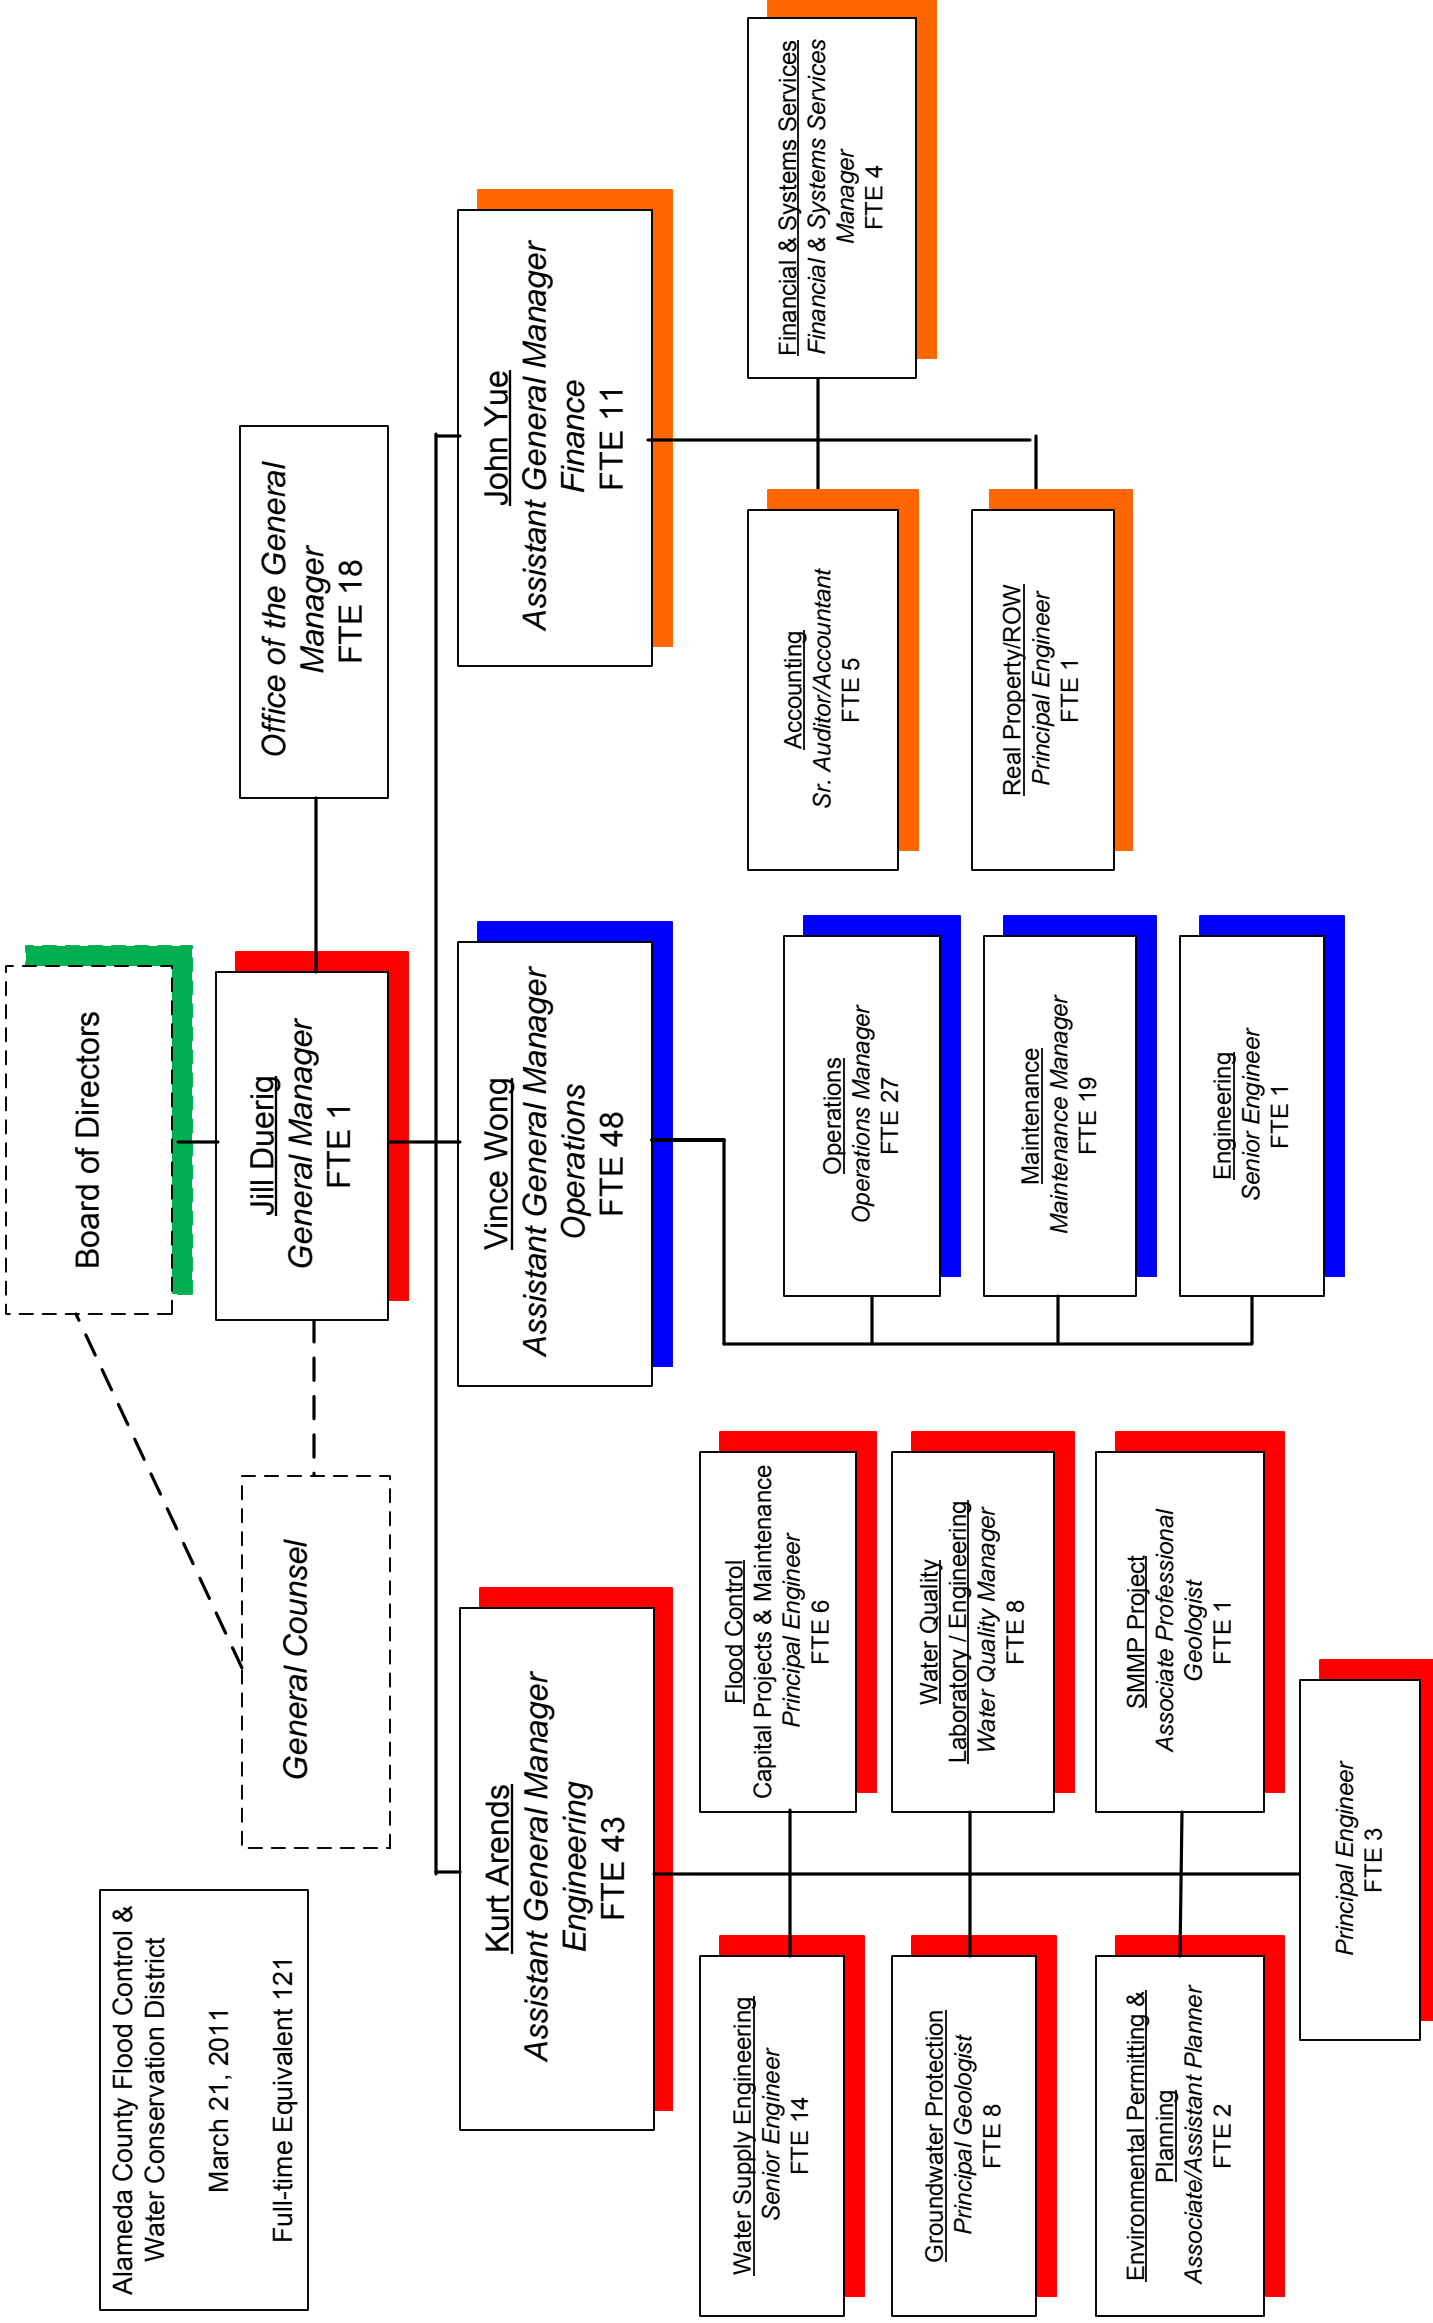 Alameda County Flood Control &
Water Conservation District
March 21, 2011
Full-time Equivalent 121
Board of Directors
General Counsel
Jill Duerig
General Manager
FTE 1
Office of the General
Manager
FTE 18
Kurt Arends
Assistant General Manager
Engineering
FTE 43
Vince Wong
Assistant General Manager
Operations
FTE 48
John Yue
Assistant General Manager
Finance
FTE 11
Water Supply Engineering
Senior Engineer
FTE 14
Flood Control
Capital Projects & Maintenance
Principal Engineer
FTE 6
Groundwater Protection
Principal Geologist
FTE 8
Water Quality
Laboratory / Engineering
Water Quality Manager
FTE 8
Environmental Permitting &
Planning
Associate/Assistant Planner
FTE 2
SMMP Project
Associate Professional
Geologist
FTE 1
Principal Engineer
FTE 3
Operations
Operations Manager
FTE 27
Maintenance
Maintenance Manager
FTE 19
Engineering
Senior Engineer
FTE 1
Accounting
Sr. Auditor/Accountant
FTE 5
Financial & Systems Services
Financial & Systems Services
Manager
FTE 4
Real Property/ROW
Principal Engineer
FTE 1